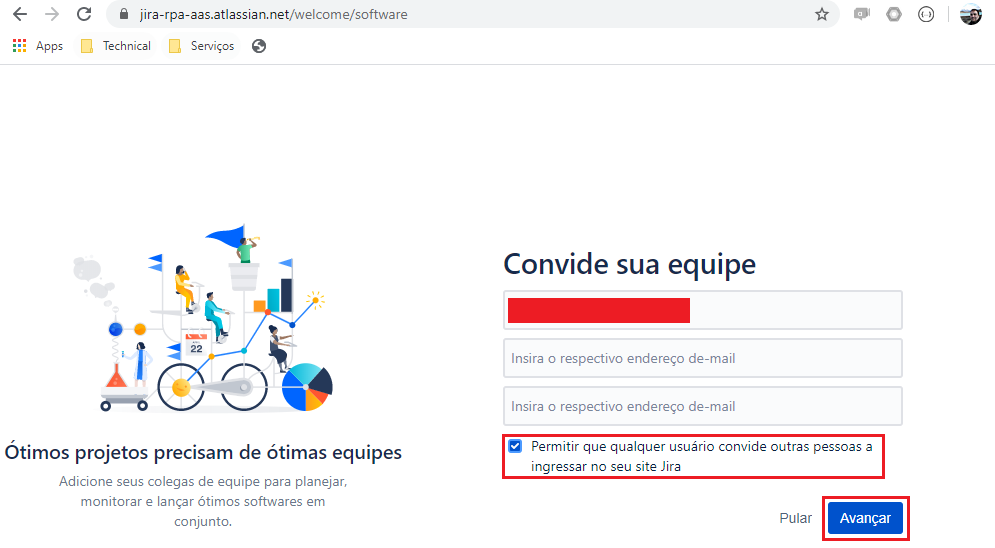 jira-rpa-aas.atlassian.net/welcome/software
Apps
Technical
Serviços
Convide sua equipe
Insira o respectivo endereço de-mail
Insira o respectivo endereço de-mail
Permitir que qualquer usuário convide outras pessoas a
ingressar no seu site Jira
Pular
Avançar
22
Ótimos projetos precisam de ótimas equipes
Adicione seus colegas de equipe para planejar,
monitorar e lançar ótimos softwares em
conjunto.